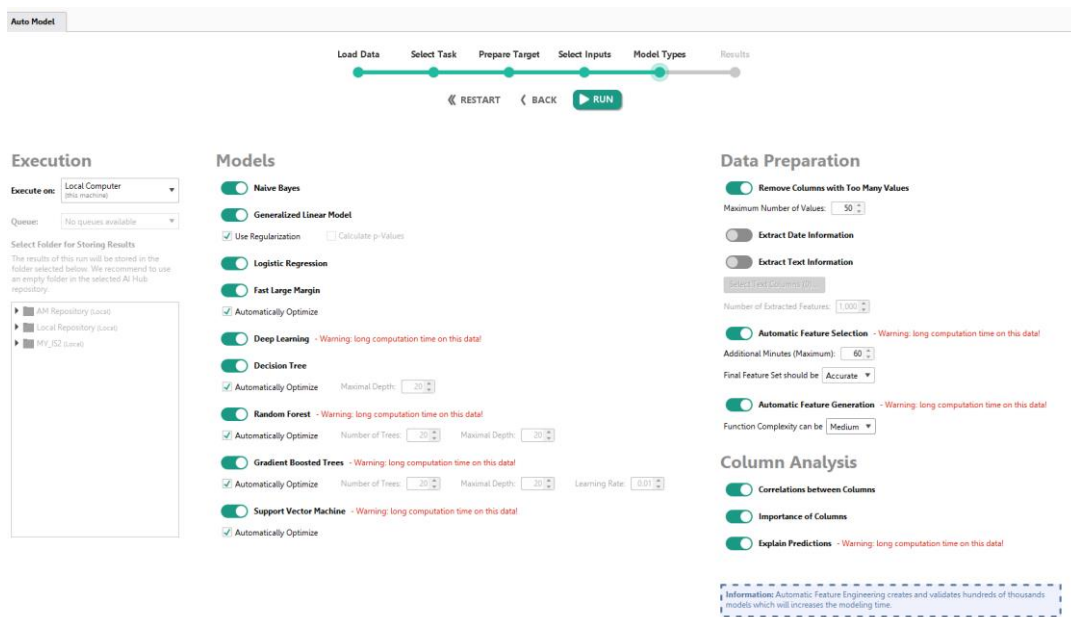 Auto Model
Load Data Select Task Prepare Target Select Inputs Model Types Results
RESTART BACK RUN
Execution
Execute on: Local Computer
(this machine)
Queue: No queues available
Select Folder for Storing Results
The results of this run will be stored in the
folder selected below. We recommend to use
an empty folder in the selected AI Hub
repository.
AM Repository (Local)
Local Repository (Local)
MY_IS2 (Local)
Models
Naive Bayes
Generalized Linear Model
Use Regularization Calculate p-Values
Logistic Regression
Fast Large Margin
Automatically Optimize
Deep Learning - Warning: long computation time on this data!
Decision Tree
Automatically Optimize Maximal Depth: 20
Random Forest - Warning: long computation time on this data!
Automatically Optimize Number of Trees: 20 Maximal Depth: 20
Gradient Boosted Trees - Warning: long computation time on this data!
Automatically Optimize Number of Trees: 20 Maximal Depth: 20 Learning Rate: 0.01
Support Vector Machine - Warning: long computation time on this data!
Automatically Optimize
Data Preparation
Remove Columns with Too Many Values
Maximum Number of Values: 50
Extract Date Information
Extract Text Information
Select Text Columns
Number of Extracted Features: 1,000
Automatic Feature Selection - Warning: long computation time on this data!
Additional Minutes (Maximum): 60
Final Feature Set should be Accurate
Automatic Feature Generation - Warning: long computation time on this data!
Function Complexity can be Medium
Column Analysis
Correlations between Columns
Importance of Columns
Explain Predictions - Warning: long computation time on this data!
Information: Automatic Feature Engineering creates and validates hundreds of thousands
models which will increases the modeling time.